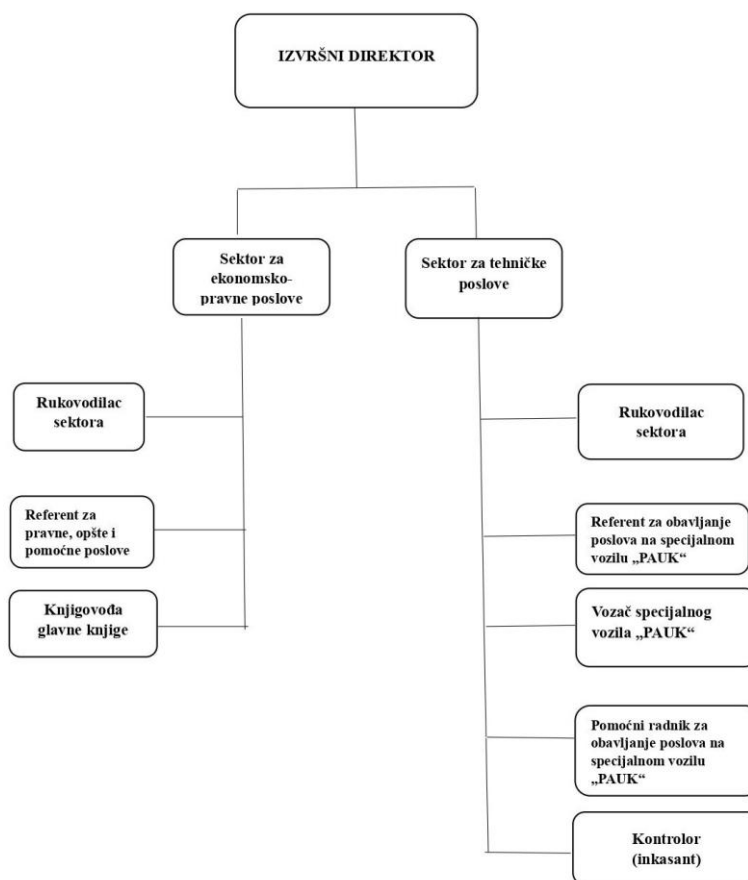 IZVRŠNI DIREKTOR
Sektor za
ekonomsko-
pravne poslove
Sektor za tehničke
poslove
Rukovodilac
sektora
Referent za
pravne, opšte i
pomoćne poslove
Knjigovođa
glavne knjige
Rukovodilac
sektora
Referent za obavljanje
poslova na specijalnom
vozilu „PAUK“
Vozač specijalnog
vozila „PAUK“
Pomoćni radnik za
obavljanje poslova na
specijalnom vozilu
„PAUK“
Kontrolor
(inkasant)